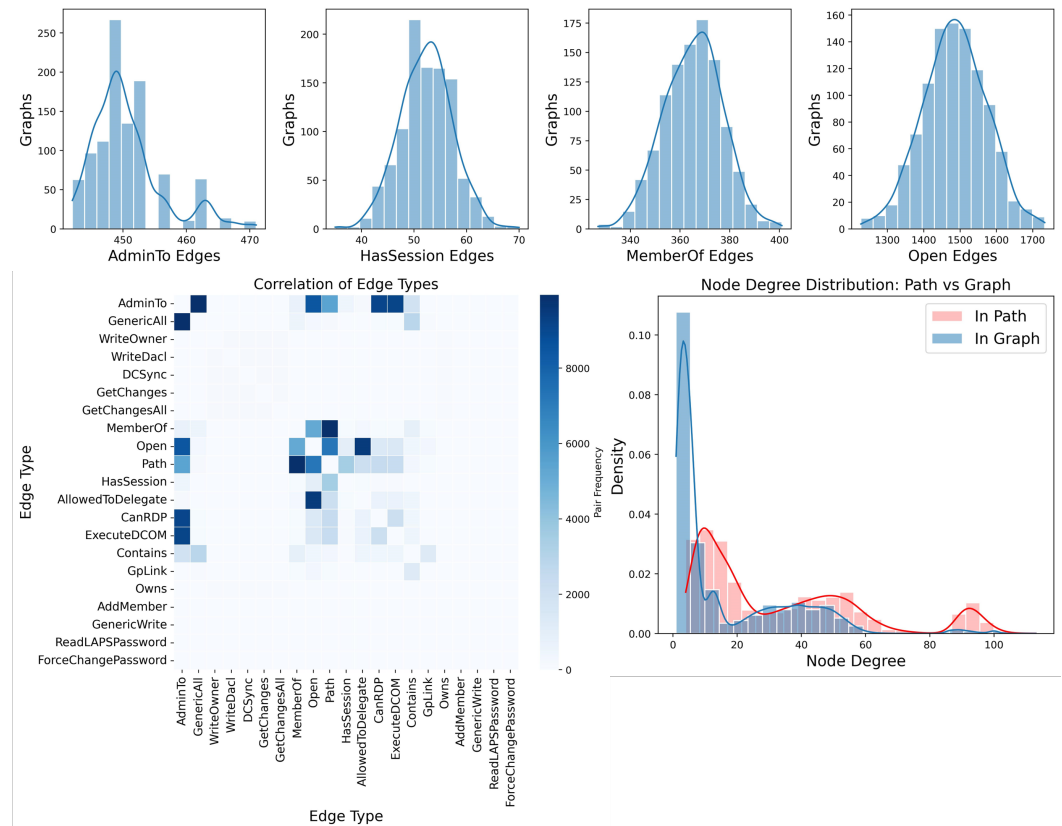 250
200
150
100
50
0
450
460
470
Graphs
AdminTo Edges
200
150
100
50
0
40
50
60
70
Graphs
HasSession Edges
175
150
125
100
75
50
25
0
340
360
380
400
Graphs
MemberOf Edges
160
140
120
100
80
60
40
20
0
1300
1400
1500
1600
1700
Graphs
Open Edges
Correlation of Edge Types
AdminTo
GenericAll
WriteOwner
WriteDacl
DCSync
GetChanges
GetChangesAll
MemberOf
Open
Path
HasSession
AllowedToDelegate
CanRDP
ExecuteDCOM
Contains
GpLink
Owns
AddMember
GenericWrite
ReadLAPSPassword
ForceChangePassword
Edge Type
AdminTo
GenericAll
WriteOwner
WriteDacl
DCSync
GetChanges
GetChangesAll
MemberOf
Open
Path
HasSession
AllowedToDelegate
CanRDP
ExecuteDCOM
Contains
GpLink
Owns
AddMember
GenericWrite
ReadLAPSPassword
ForceChangePassword
Edge Type
8000
6000
4000
2000
0
Pair Frequency
Node Degree Distribution: Path vs Graph
In Path
In Graph
0.10
0.08
0.06
0.04
0.02
0.00
Density
0
20
40
60
80
100
Node Degree